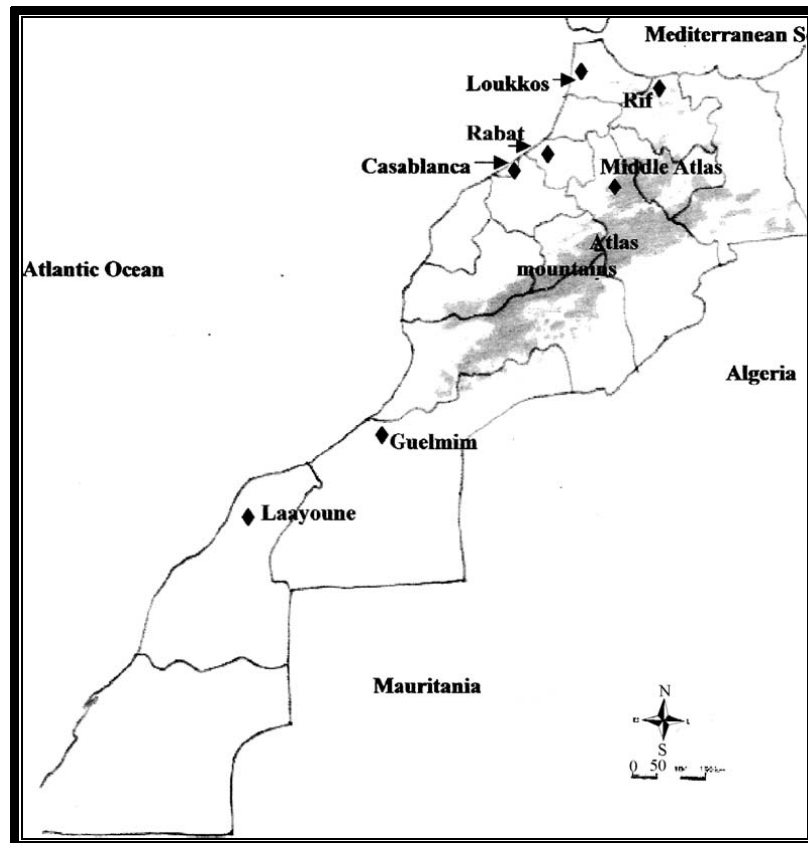 Mediterranean S
Loukkos
Rif
Rabat
Casablanca
Middle Atlas
Atlas
mountains
Atlantic Ocean
Algeria
Guelmim
Laayoune
Mauritania
N
S
0 50